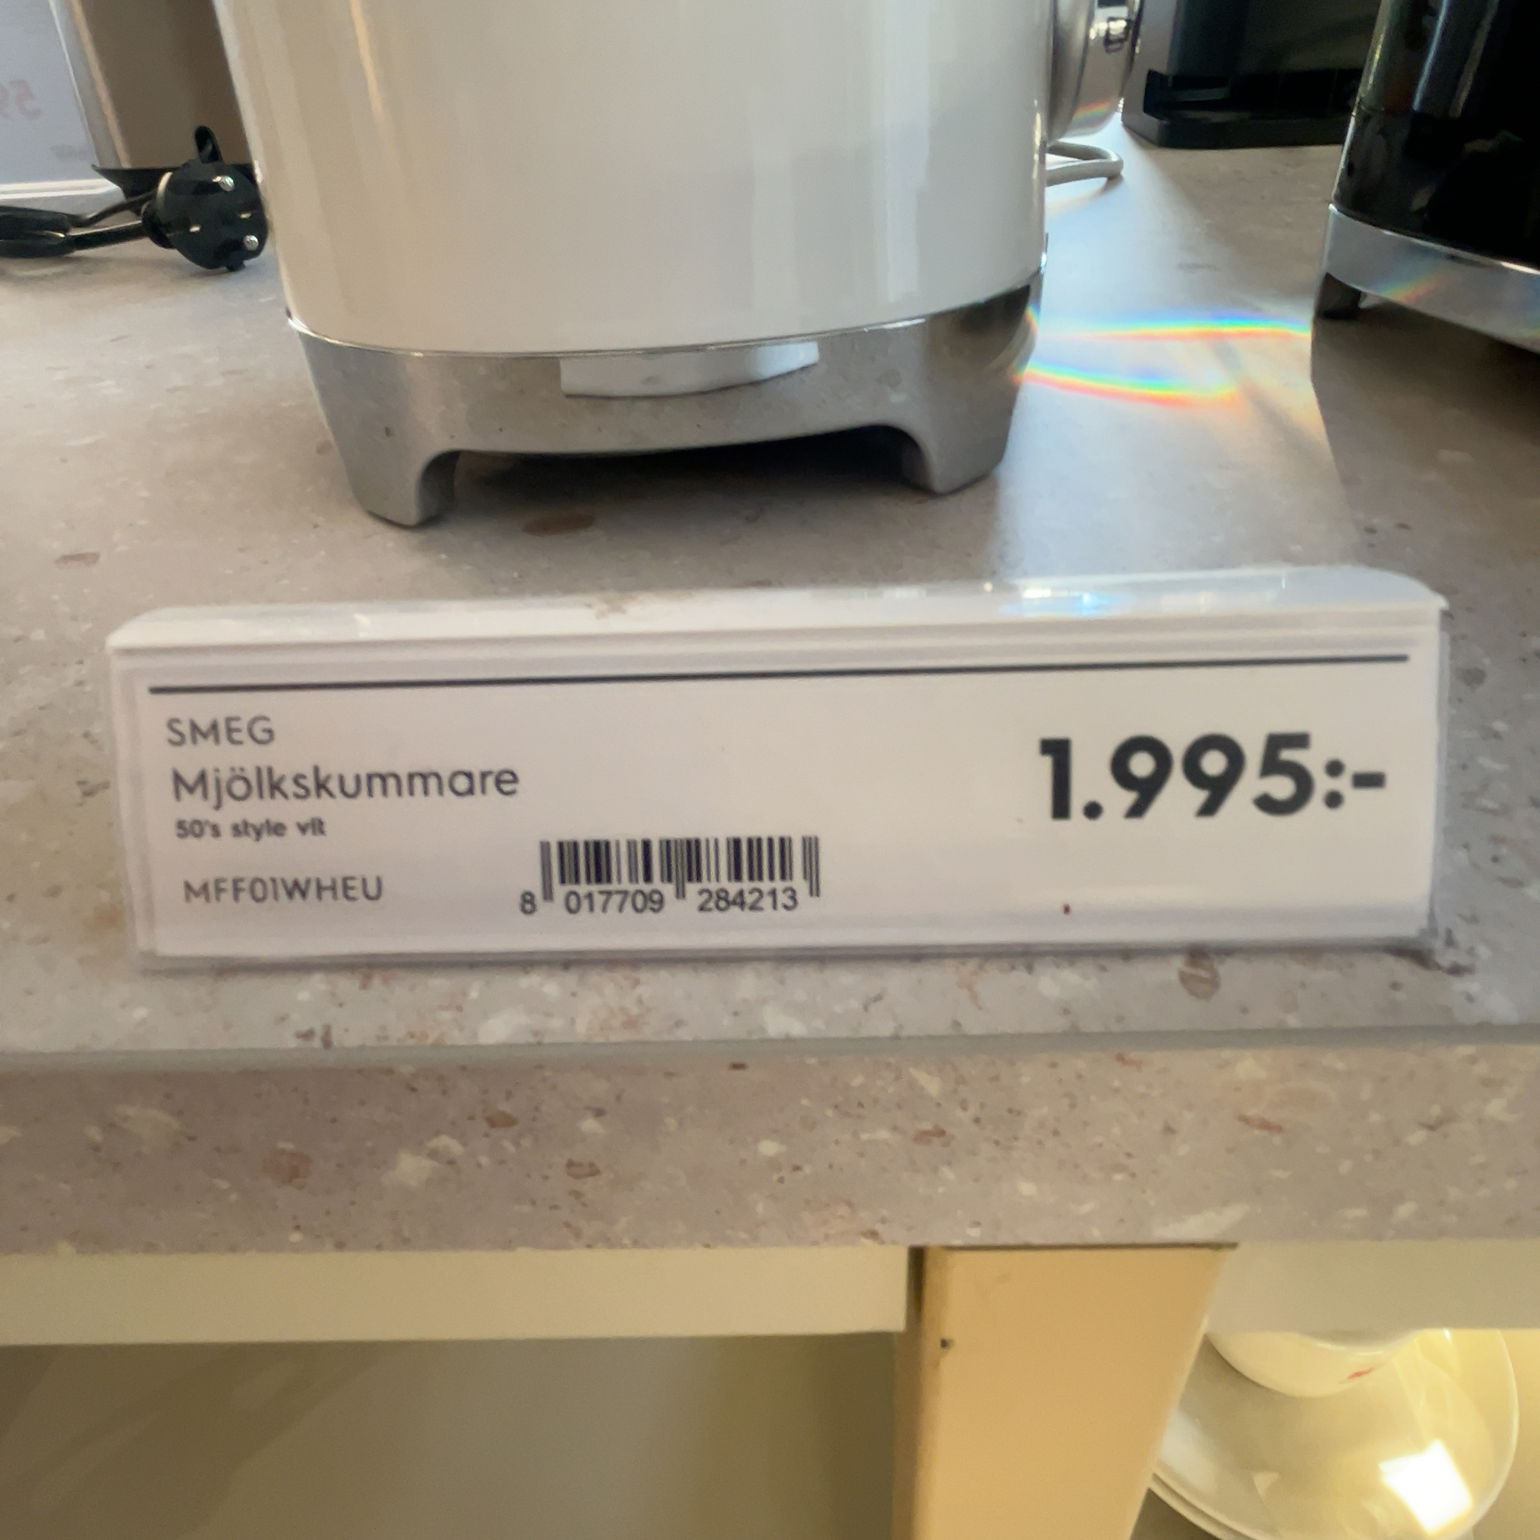 SMEG
Mjölkskummare
50's style vit
MFF01WHEU
8 017709 284213
1.995:-